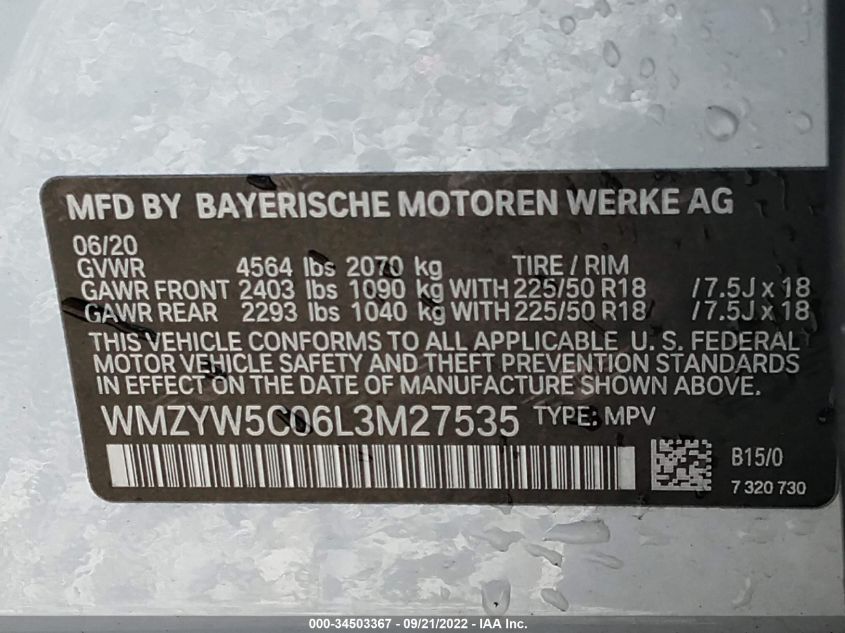 MFD BY BAYERISCHE MOTOREN WERKE AG
06/20
GVWR 4564 lbs 2070 kg TIRE / RIM
GAWR FRONT 2403 lbs 1090 kg WITH 225/50 R18 / 7.5J x 18
GAWR REAR 2293 lbs 1040 kg WITH 225/50 R18 / 7.5J x 18
THIS VEHICLE CONFORMS TO ALL APPLICABLE U. S. FEDERAL
MOTOR VEHICLE SAFETY AND THEFT PREVENTION STANDARDS
IN EFFECT ON THE DATE OF MANUFACTURE SHOWN ABOVE.
WMZYW5C06L3M27535 TYPE: MPV
B15/0
7 320 730
000-34503367 - 09/21/2022 - IAA Inc.